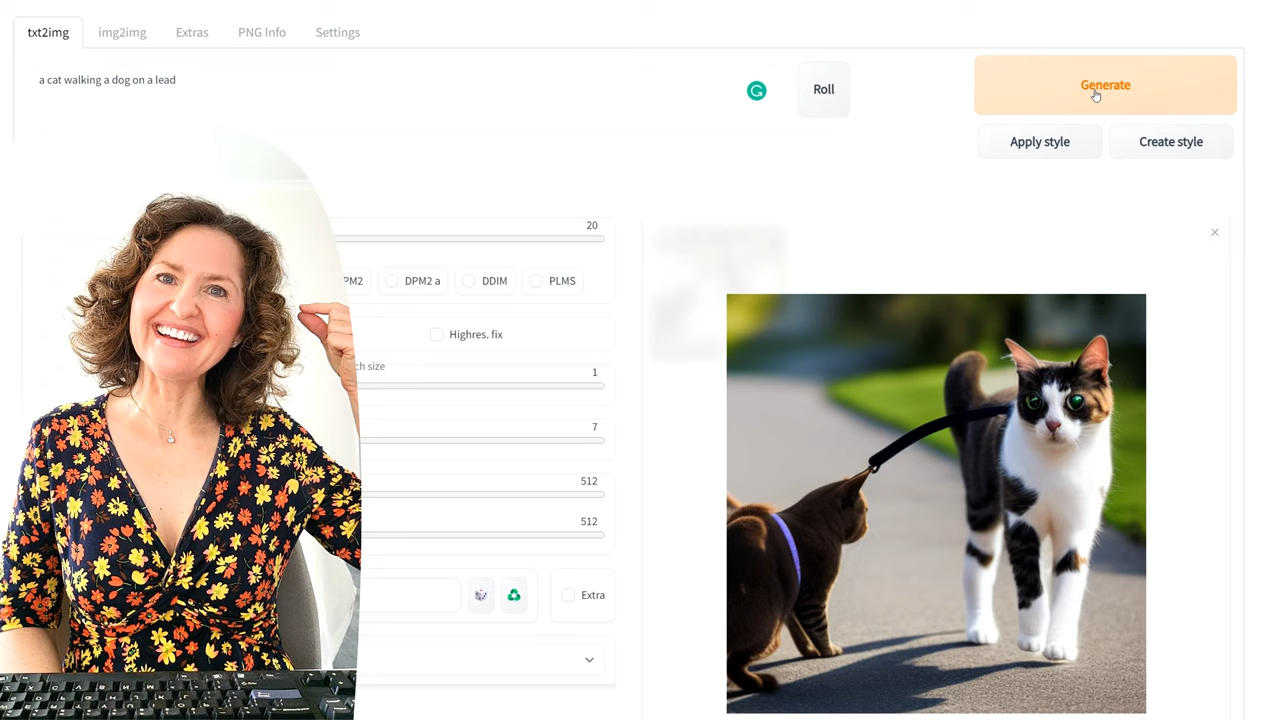 txt2img img2img Extras PNG Info Settings
a cat walking a dog on a lead
Roll
Generate
Apply style Create style
20
PM2 DPM2 a DDIM PLMS
Highres. fix
ch size
1
7
512
512
Extra